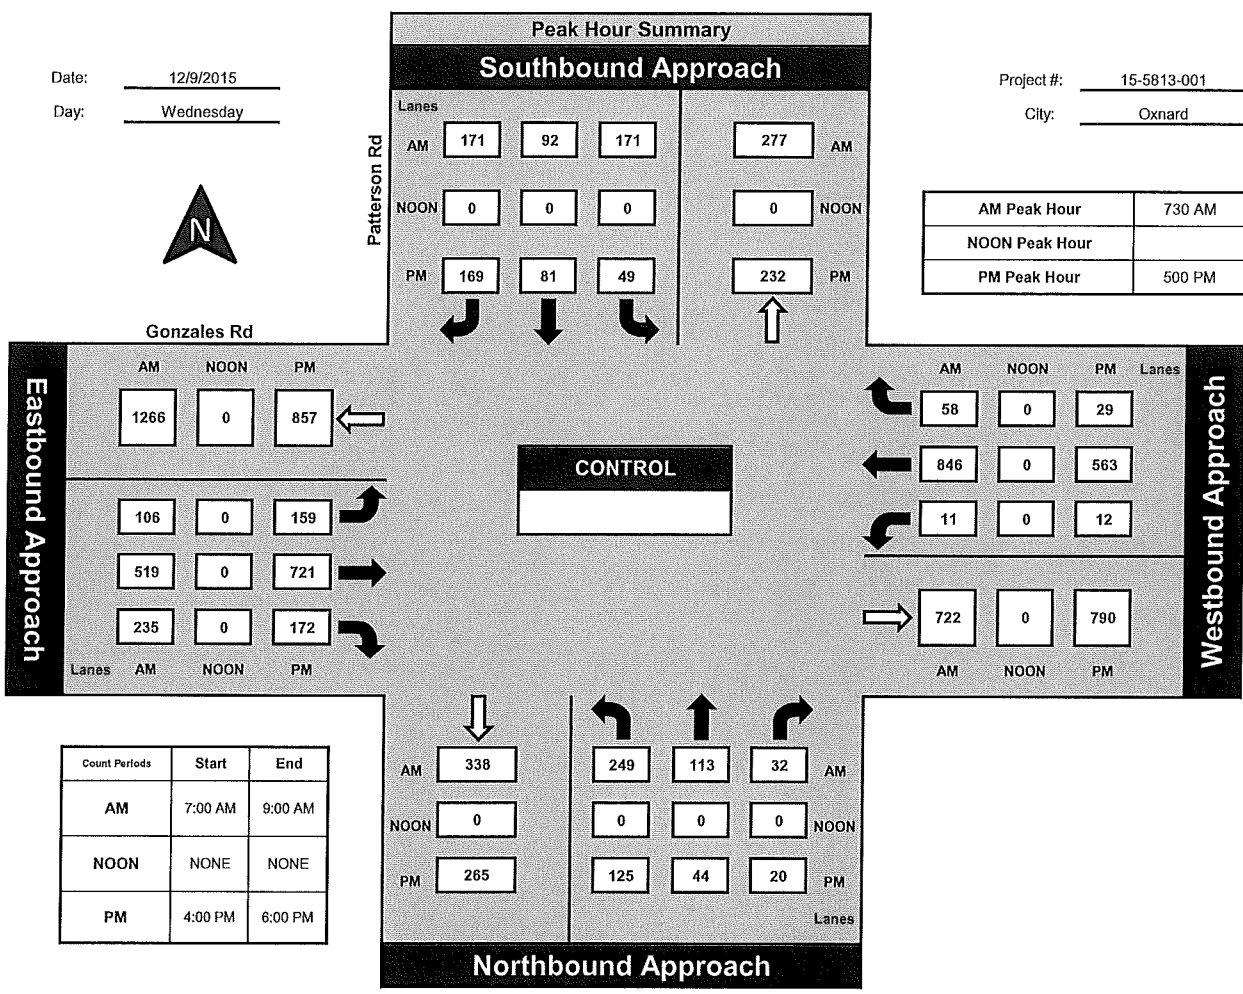 Peak Hour Summary
Southbound Approach
Date: 12/9/2015
Day: Wednesday
Project #: 15-5813-001
City: Oxnard
N
Patterson Rd
Lanes
AM 171 92 171 277 AM
NOON 0 0 0 0 NOON
PM 169 81 49 232 PM
AM Peak Hour 730 AM
NOON Peak Hour
PM Peak Hour 500 PM
Gonzales Rd
Eastbound Approach
AM NOON PM
1266 0 857
106 0 159
519 0 721
235 0 172
Lanes AM NOON PM
CONTROL
AM NOON PM Lanes
58 0 29
846 0 563
11 0 12
722 0 790
AM NOON PM
Westbound Approach
Count Periods Start End
AM 7:00 AM 9:00 AM
NOON NONE NONE
PM 4:00 PM 6:00 PM
AM 338 249 113 32 AM
NOON 0 0 0 0 NOON
PM 265 125 44 20 PM
Lanes
Northbound Approach